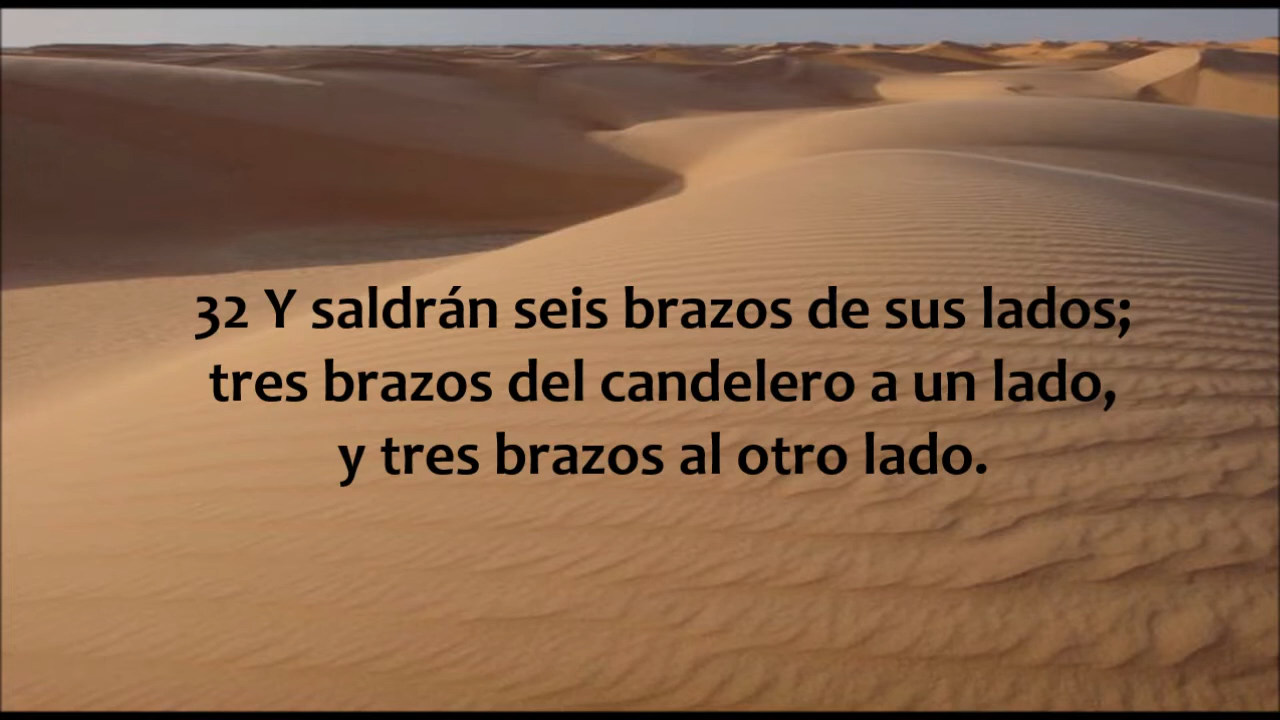 32 Y saldrán seis brazos de sus lados;
tres brazos del candelero a un lado,
y tres brazos al otro lado.